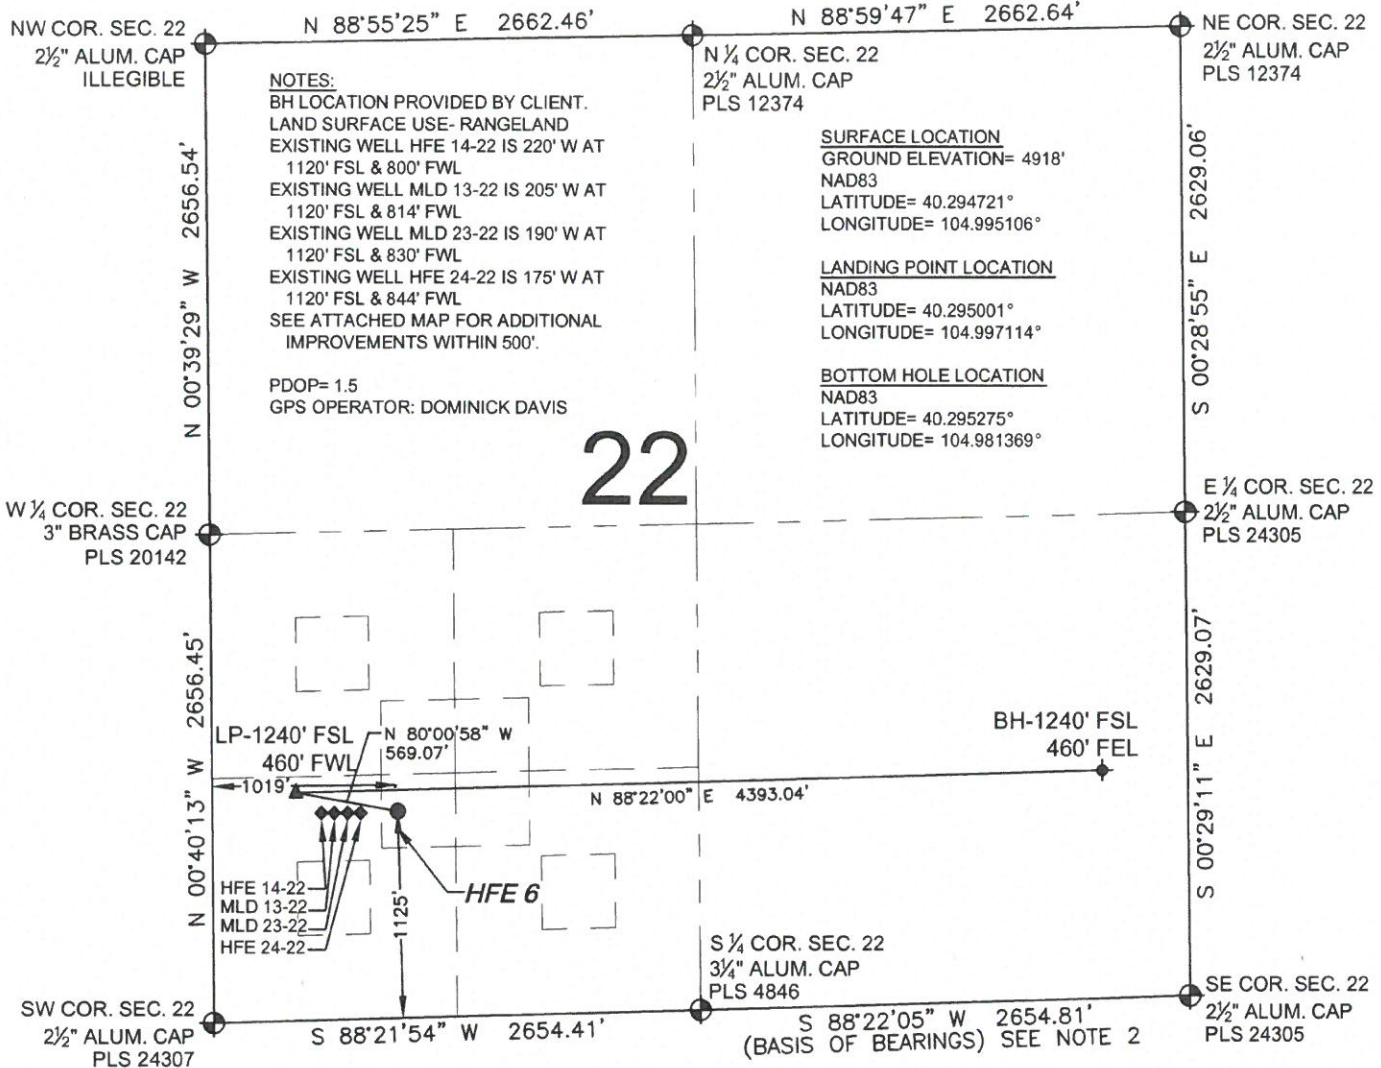 N 88°55'25" E 2662.46'
N 88°59'47" E 2662.64'
NW COR. SEC. 22
2½" ALUM. CAP
ILLEGIBLE
N ¼ COR. SEC. 22
2½" ALUM. CAP
PLS 12374
NE COR. SEC. 22
2½" ALUM. CAP
PLS 12374
NOTES:
BH LOCATION PROVIDED BY CLIENT.
LAND SURFACE USE- RANGELAND
EXISTING WELL HFE 14-22 IS 220' W AT
1120' FSL & 800' FWL
EXISTING WELL MLD 13-22 IS 205' W AT
1120' FSL & 814' FWL
EXISTING WELL MLD 23-22 IS 190' W AT
1120' FSL & 830' FWL
EXISTING WELL HFE 24-22 IS 175' W AT
1120' FSL & 844' FWL
SEE ATTACHED MAP FOR ADDITIONAL
IMPROVEMENTS WITHIN 500'.
PDOP= 1.5
GPS OPERATOR: DOMINICK DAVIS
SURFACE LOCATION
GROUND ELEVATION= 4918'
NAD83
LATITUDE= 40.294721°
LONGITUDE= 104.995106°
LANDING POINT LOCATION
NAD83
LATITUDE= 40.295001°
LONGITUDE= 104.997114°
BOTTOM HOLE LOCATION
NAD83
LATITUDE= 40.295275°
LONGITUDE= 104.981369°
N 00°39'29" W 2656.54'
S 00°28'55" E 2629.06'
22
W ¼ COR. SEC. 22
3" BRASS CAP
PLS 20142
E ¼ COR. SEC. 22
2½" ALUM. CAP
PLS 24305
N 00°40'13" W 2656.45'
S 00°29'11" E 2629.07'
LP-1240' FSL
460' FWL
N 80°00'58" W
569.07'
1019'
BH-1240' FSL
460' FEL
N 88°22'00" E 4393.04'
HFE 14-22
MLD 13-22
MLD 23-22
HFE 24-22
1125'
HFE 6
S ¼ COR. SEC. 22
3¼" ALUM. CAP
PLS 4846
SW COR. SEC. 22
2½" ALUM. CAP
PLS 24307
SE COR. SEC. 22
2½" ALUM. CAP
PLS 24305
S 88°21'54" W 2654.41'
S 88°22'05" W 2654.81'
(BASIS OF BEARINGS) SEE NOTE 2